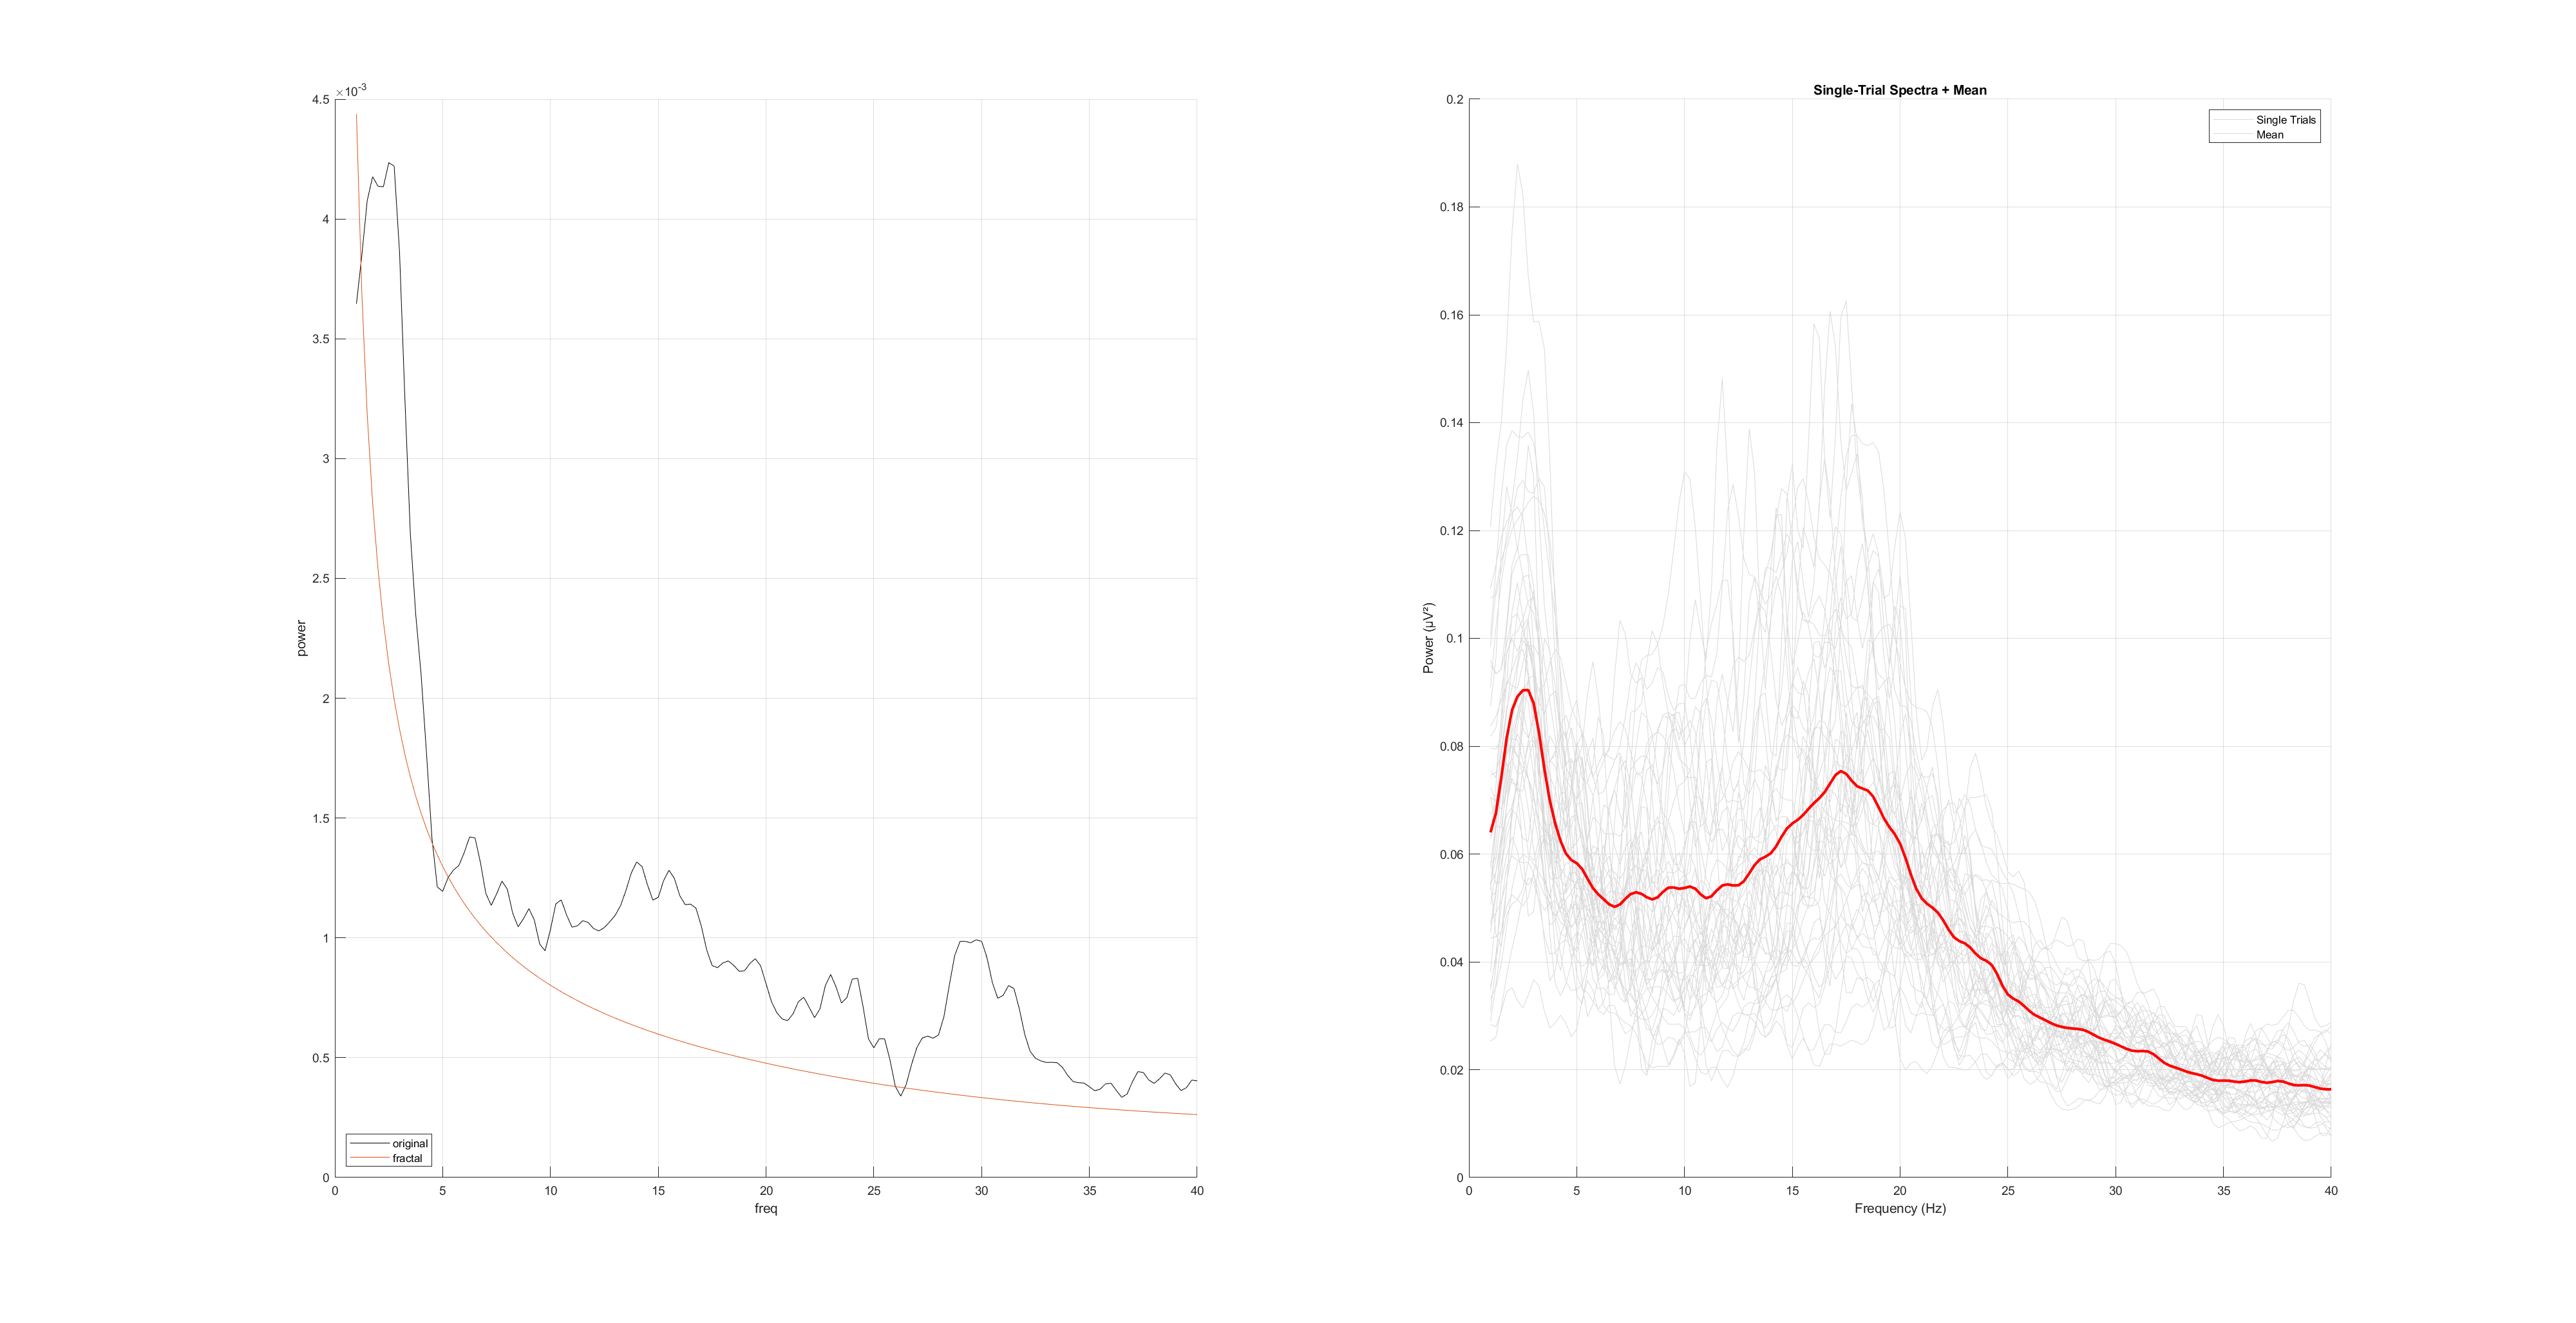 ×10-3
4.5
4
3.5
3
2.5
2
1.5
1
0.5
0
power
0 5 10 15 20 25 30 35 40
freq
original
fractal
Single-Trial Spectra + Mean
0.2
0.18
0.16
0.14
0.12
0.1
0.08
0.06
0.04
0.02
0
Power (µV²)
0 5 10 15 20 25 30 35 40
Frequency (Hz)
Single Trials
Mean